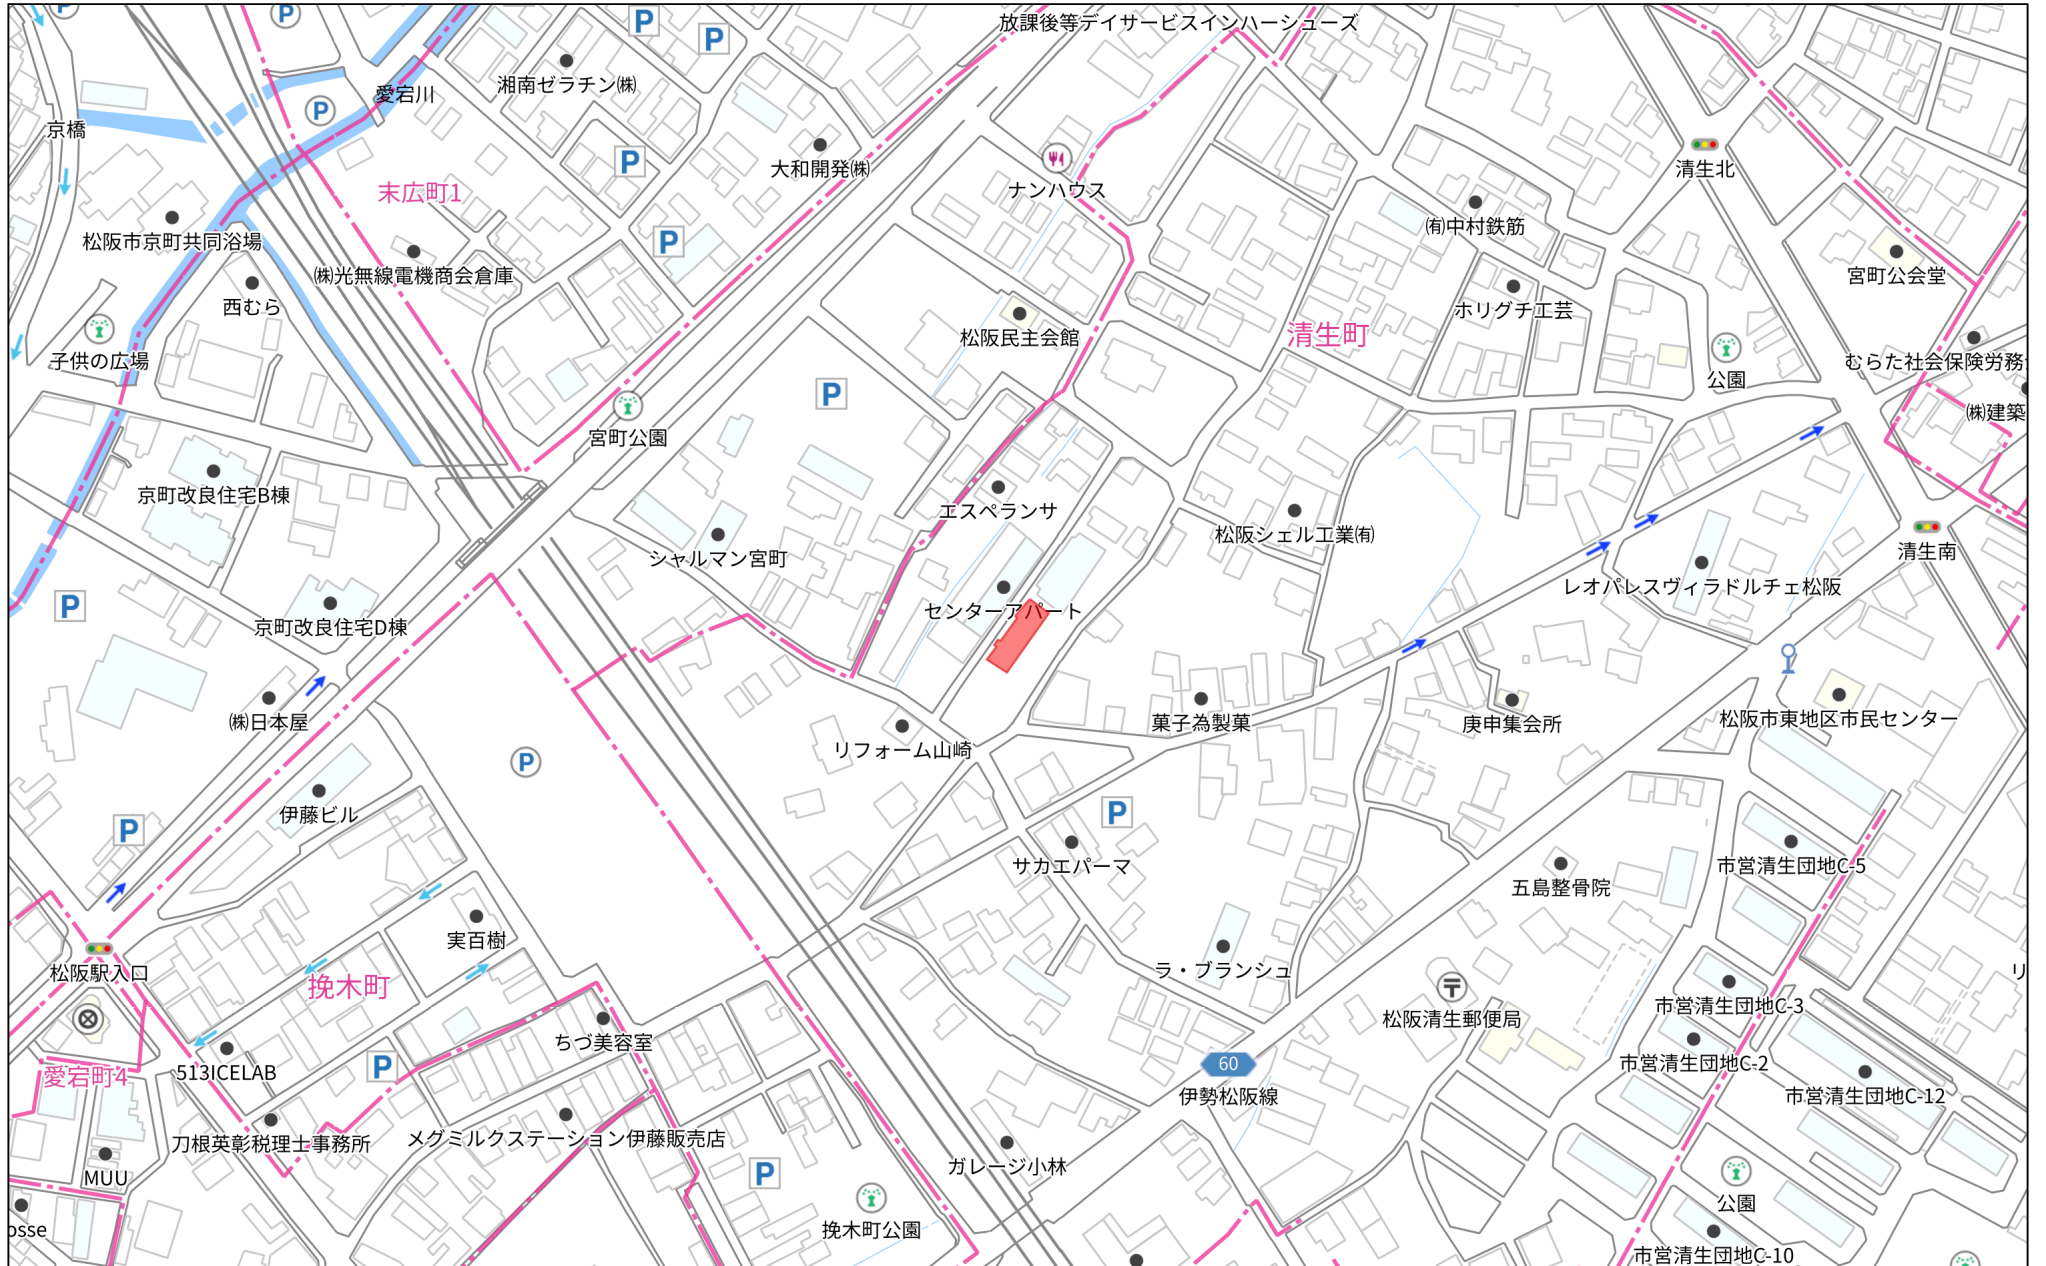 放課後等デイサービスインハーシューズ
P
P
P
P
湘南ゼラチン㈱
愛宕川
P
京橋
大和開発㈱
清生北
P
末広町1
ナンハウス
㈲中村鉄筋
松阪市京町共同浴場
P
㈱光無線電機商会倉庫
宮町公会堂
西むら
ホリグチ工芸
松阪民主会館
清生町
子供の広場
むらた社会保険労務
公園
P
㈱建築
宮町公園
京町改良住宅B棟
エスペランサ
松阪シェル工業㈲
清生南
シャルマン宮町
レオパレスヴィラドルチェ松阪
P
センターアパート
京町改良住宅D棟
㈱日本屋
菓子為製菓
庚申集会所
松阪市東地区市民センター
リフォーム山崎
P
伊藤ビル
P
P
サカエパーマ
市営清生団地C-5
五島整骨院
実百樹
松阪駅入口
ラ・ブランシュ
リ
挽木町
市営清生団地C-3
松阪清生郵便局
ちづ美容室
60
市営清生団地C-2
P
513ICELAB
愛宕町4
伊勢松阪線
市営清生団地C-12
刀根英彰税理士事務所
メグミルクステーション伊藤販売店
ガレージ小林
MUU
P
公園
osse
挽木町公園
市営清生団地C-10